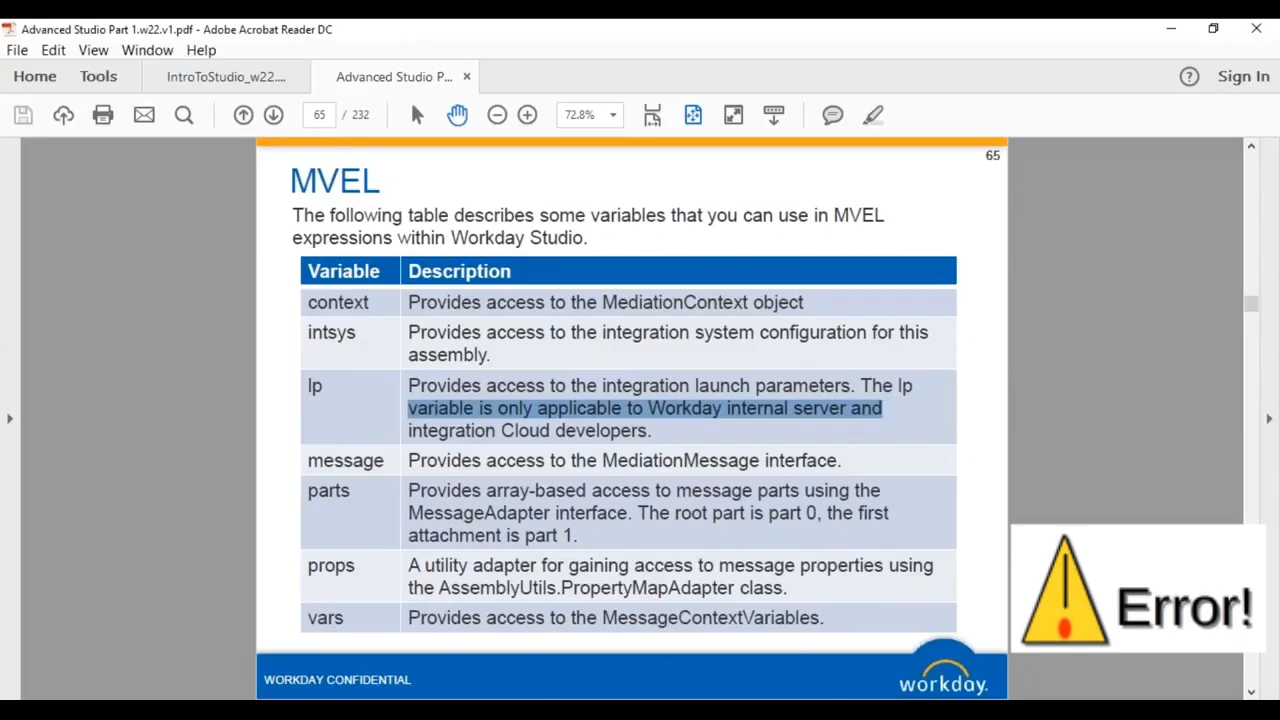 Advanced Studio Part 1.w22.v1.pdf - Adobe Acrobat Reader DC
File Edit View Window Help
Home Tools IntroToStudio_w22.... Advanced Studio P... × Sign In
65 / 232 72.8%
65
MVEL
The following table describes some variables that you can use in MVEL
expressions within Workday Studio.
Variable Description
context Provides access to the MediationContext object
intsys Provides access to the integration system configuration for this
assembly.
lp Provides access to the integration launch parameters. The lp
variable is only applicable to Workday internal server and
integration Cloud developers.
message Provides access to the MediationMessage interface.
parts Provides array-based access to message parts using the
MessageAdapter interface. The root part is part 0, the first
attachment is part 1.
props A utility adapter for gaining access to message properties using
the AssemblyUtils.PropertyMapAdapter class.
vars Provides access to the MessageContextVariables.
Error!
WORKDAY CONFIDENTIAL
workday.